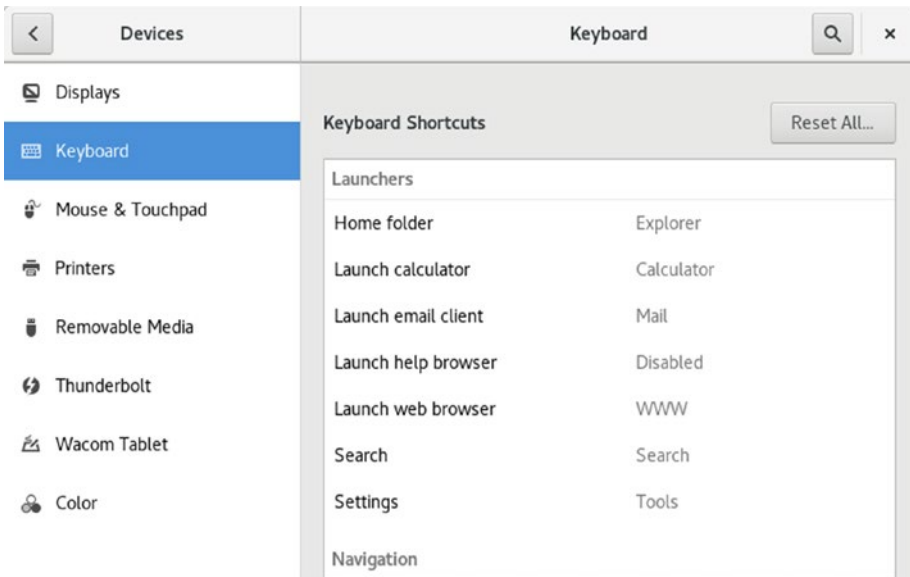 Devices
Keyboard
Displays
Keyboard
Mouse & Touchpad
Printers
Removable Media
Thunderbolt
Wacom Tablet
Color
Keyboard Shortcuts
Reset All...
Launchers
Home folder Explorer
Launch calculator Calculator
Launch email client Mail
Launch help browser Disabled
Launch web browser WWW
Search Search
Settings Tools
Navigation